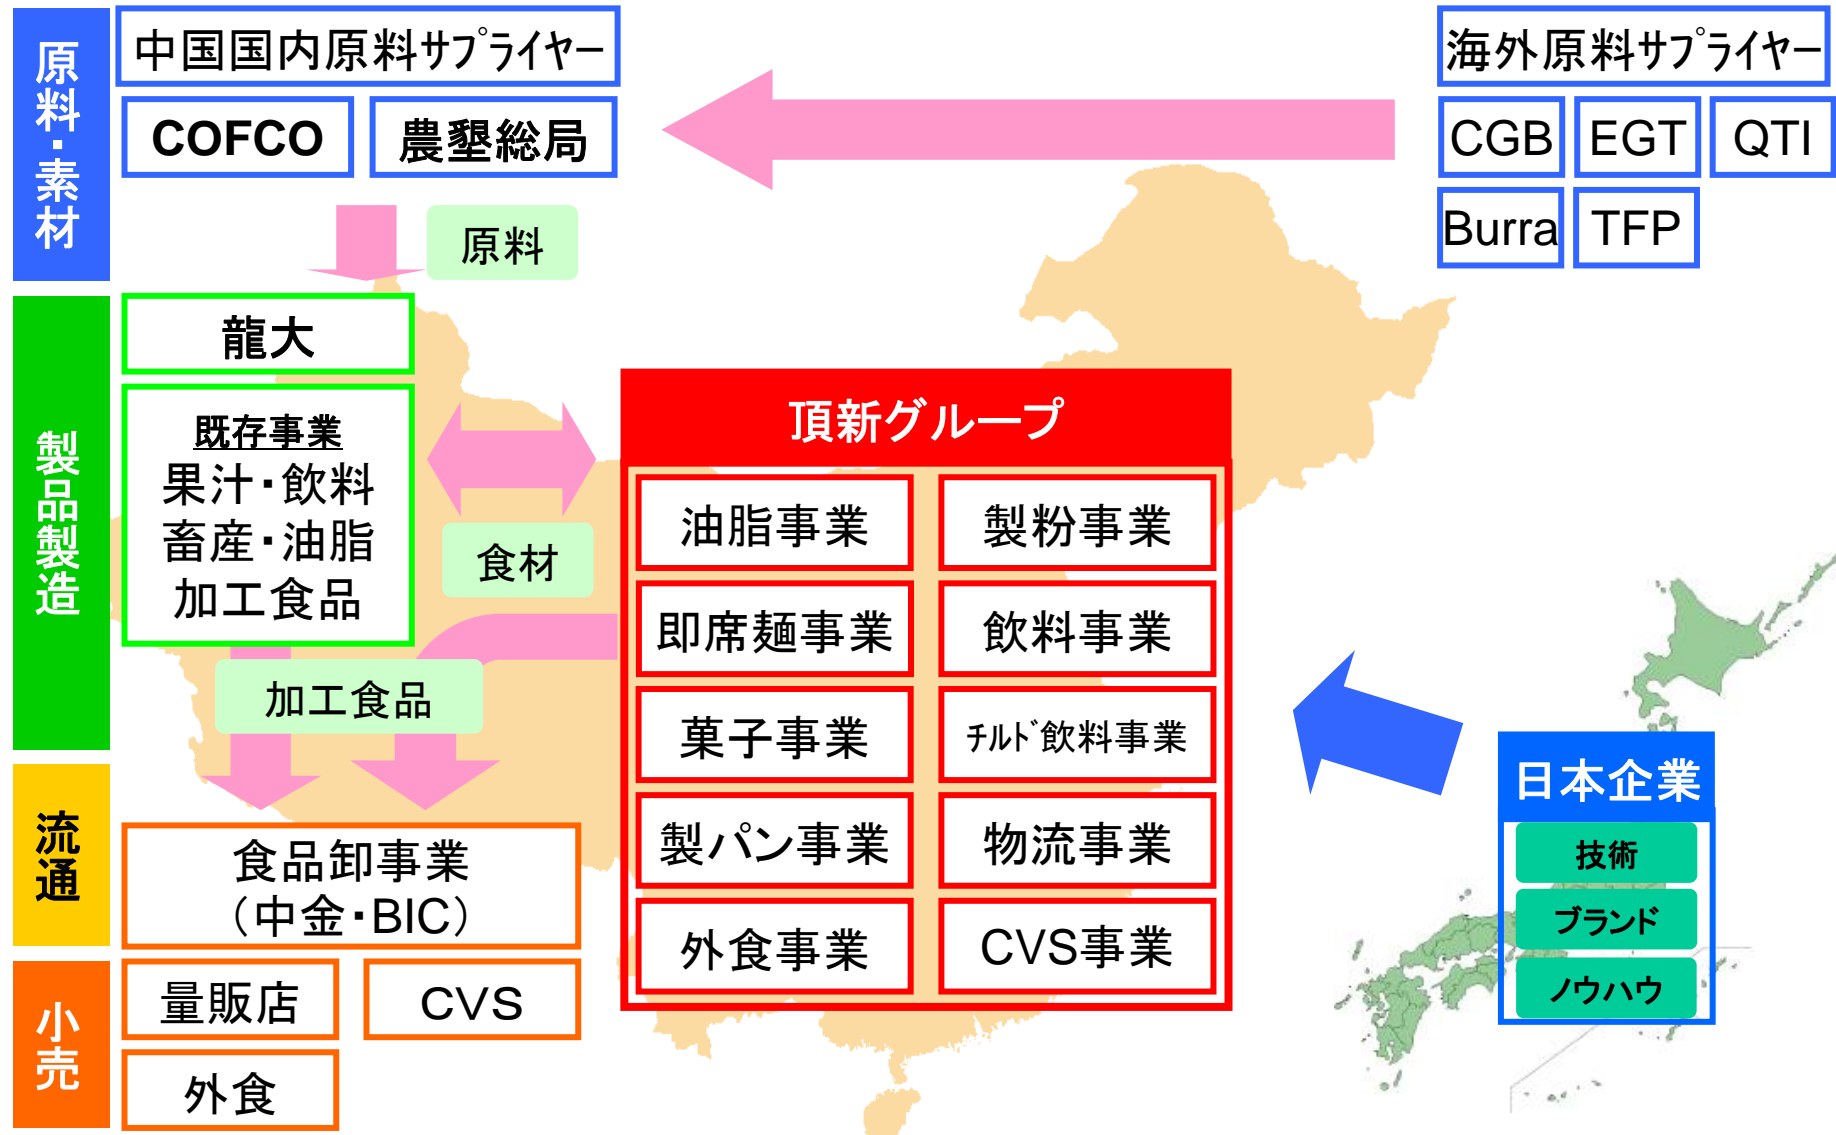 原料・素材
中国国内原料サプライヤー
COFCO
農墾総局
海外原料サプライヤー
CGB
EGT
QTI
Burra
TFP
原料
製品製造
龍大
既存事業
果汁・飲料
畜産・油脂
加工食品
食材
加工食品
頂新グループ
油脂事業
製粉事業
即席麺事業
飲料事業
菓子事業
チルド飲料事業
製パン事業
物流事業
外食事業
CVS事業
日本企業
技術
ブランド
ノウハウ
流通
食品卸事業
（中金・BIC）
小売
量販店
CVS
外食